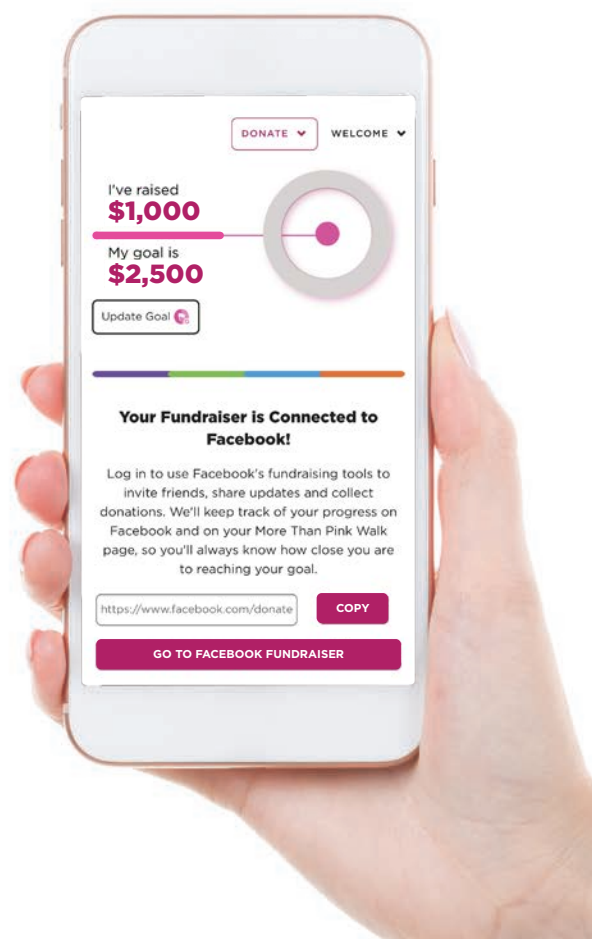 DONATE
WELCOME
I've raised
$1,000
My goal is
$2,500
Update Goal
Your Fundraiser is Connected to
Facebook!
Log in to use Facebook's fundraising tools to
invite friends, share updates and collect
donations. We'll keep track of your progress on
Facebook and on your More Than Pink Walk
page, so you'll always know how close you are
to reaching your goal.
https://www.facebook.com/donate
COPY
GO TO FACEBOOK FUNDRAISER